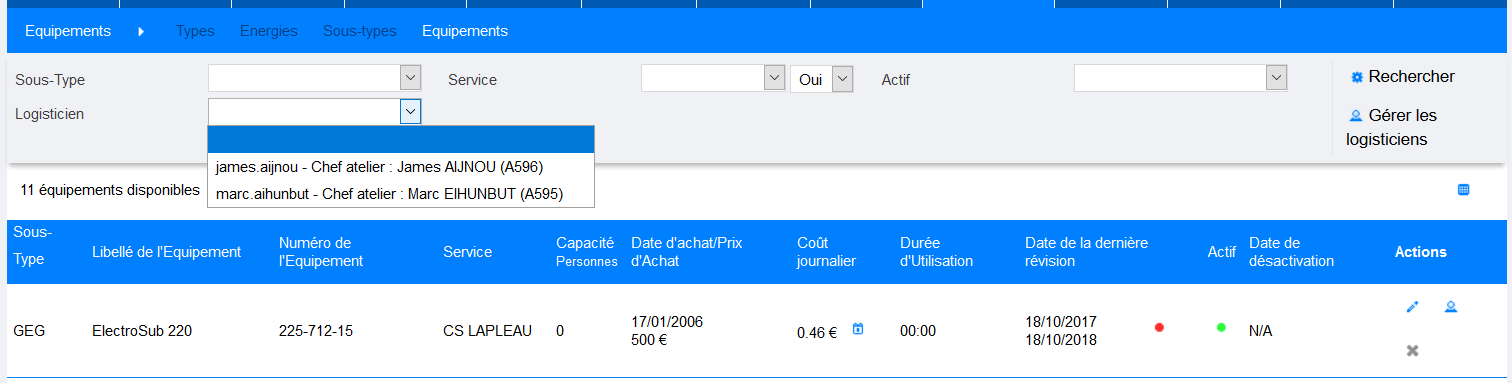 Equipements Types Energies Sous-types Equipements
Sous-Type Service Oui Actif Rechercher
Logisticien Gérer les
logisticiens
james.aijnou - Chef atelier : James AIJNOU (A596)
marc.aihunbut - Chef atelier : Marc EIHUNBUT (A595)
11 équipements disponibles
Sous-
Type Libellé de l'Equipement Numéro de
l'Equipement Service Capacité
Personnes Date d'achat/Prix
d'Achat Coût
journalier Durée
d'Utilisation Date de la dernière
révision Actif Date de
désactivation Actions
GEG ElectroSub 220 225-712-15 CS LAPLEAU 0 17/01/2006
500 € 0.46 € 00:00 18/10/2017
18/10/2018 N/A